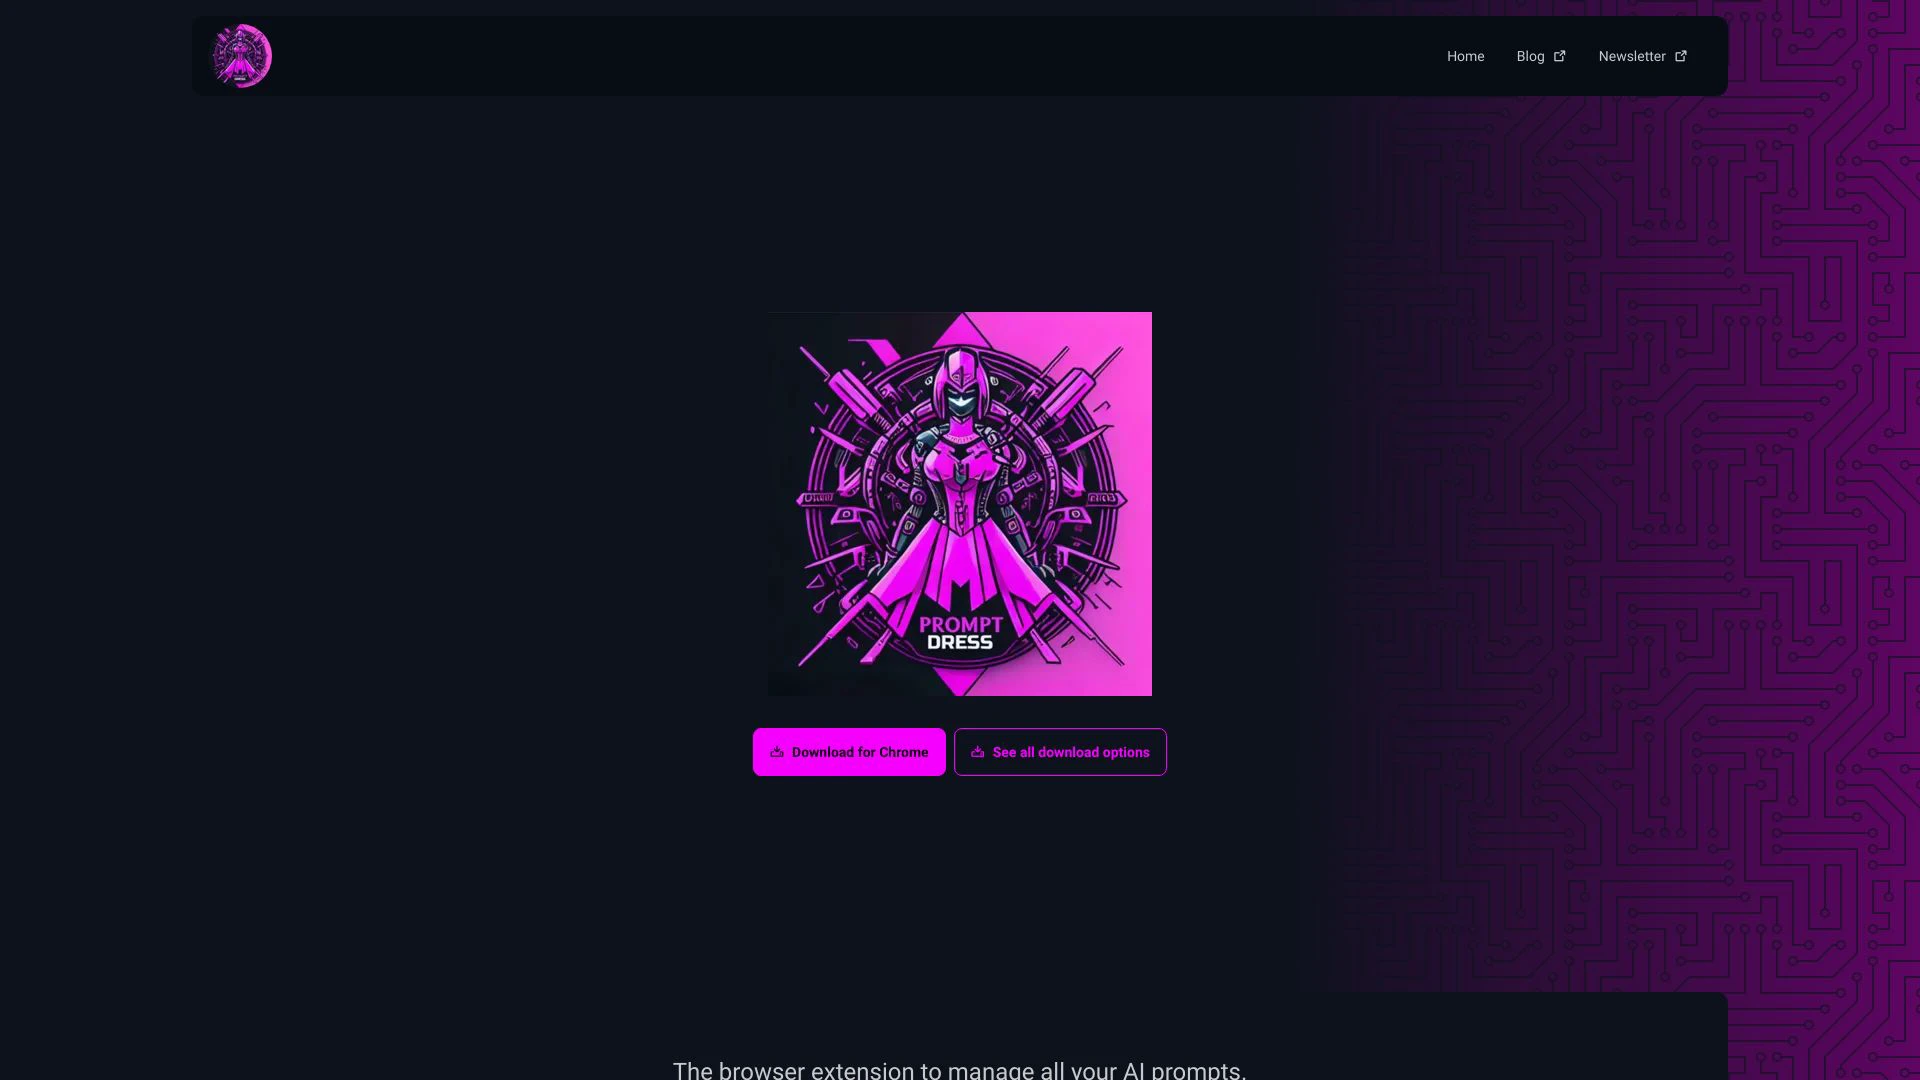 Home
Blog
Newsletter
PROMPT
DRESS
Download for Chrome
See all download options
The browser extension to manage all your AI prompts.